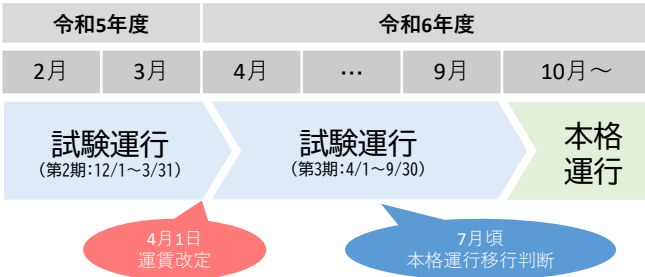 令和5年度 令和6年度
2月 3月 4月 … 9月 10月～
試験運行 試験運行 本格
(第2期:12/1～3/31) (第3期:4/1～9/30) 運行
4月1日 7月頃
運賃改定 本格運行移行判断